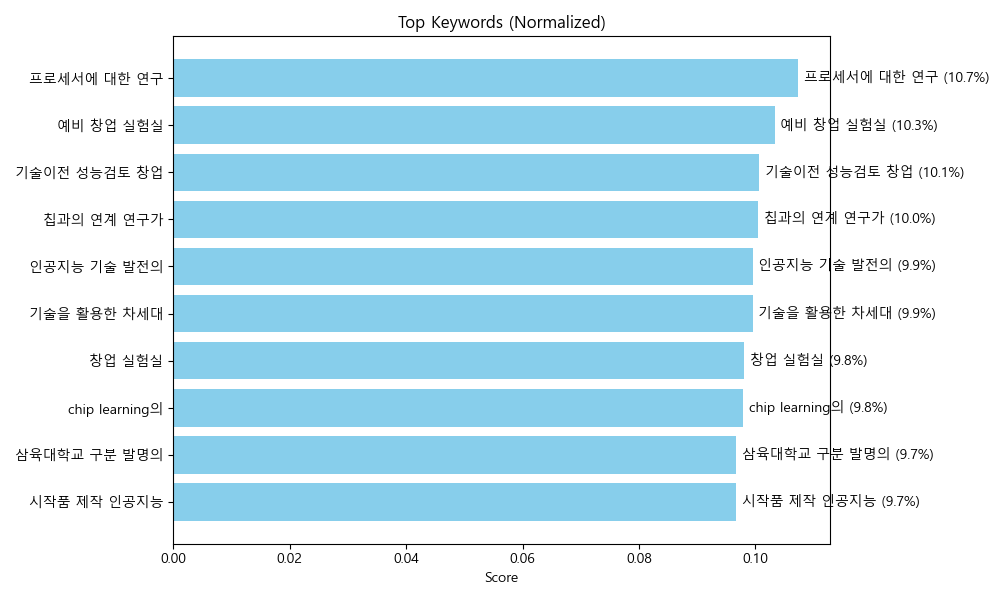 Top Keywords (Normalized)
프로세서에 대한 연구 프로세서에 대한 연구 (10.7%)
예비 창업 실험실 예비 창업 실험실 (10.3%)
기술이전 성능검토 창업 기술이전 성능검토 창업 (10.1%)
칩과의 연계 연구가 칩과의 연계 연구가 (10.0%)
인공지능 기술 발전의 인공지능 기술 발전의 (9.9%)
기술을 활용한 차세대 기술을 활용한 차세대 (9.9%)
창업 실험실 창업 실험실 (9.8%)
chip learning의 chip learning의 (9.8%)
삼육대학교 구분 발명의 삼육대학교 구분 발명의 (9.7%)
시작품 제작 인공지능 시작품 제작 인공지능 (9.7%)
0.00 0.02 0.04 0.06 0.08 0.10
Score